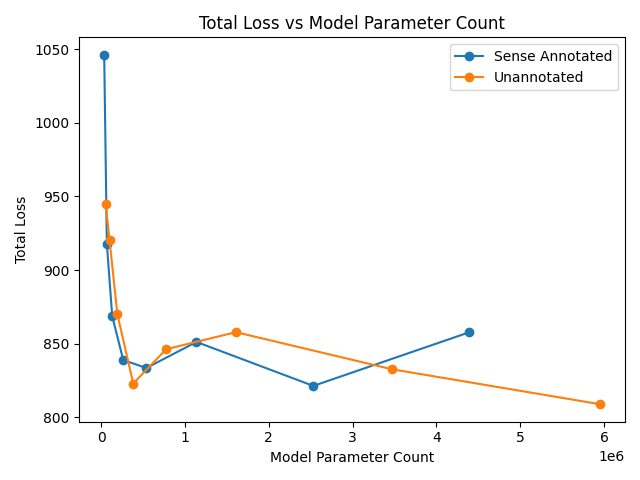 Total Loss vs Model Parameter Count
Sense Annotated
Unannotated
Total Loss
1050
1000
950
900
850
800
0 1 2 3 4 5 6
1e6
Model Parameter Count